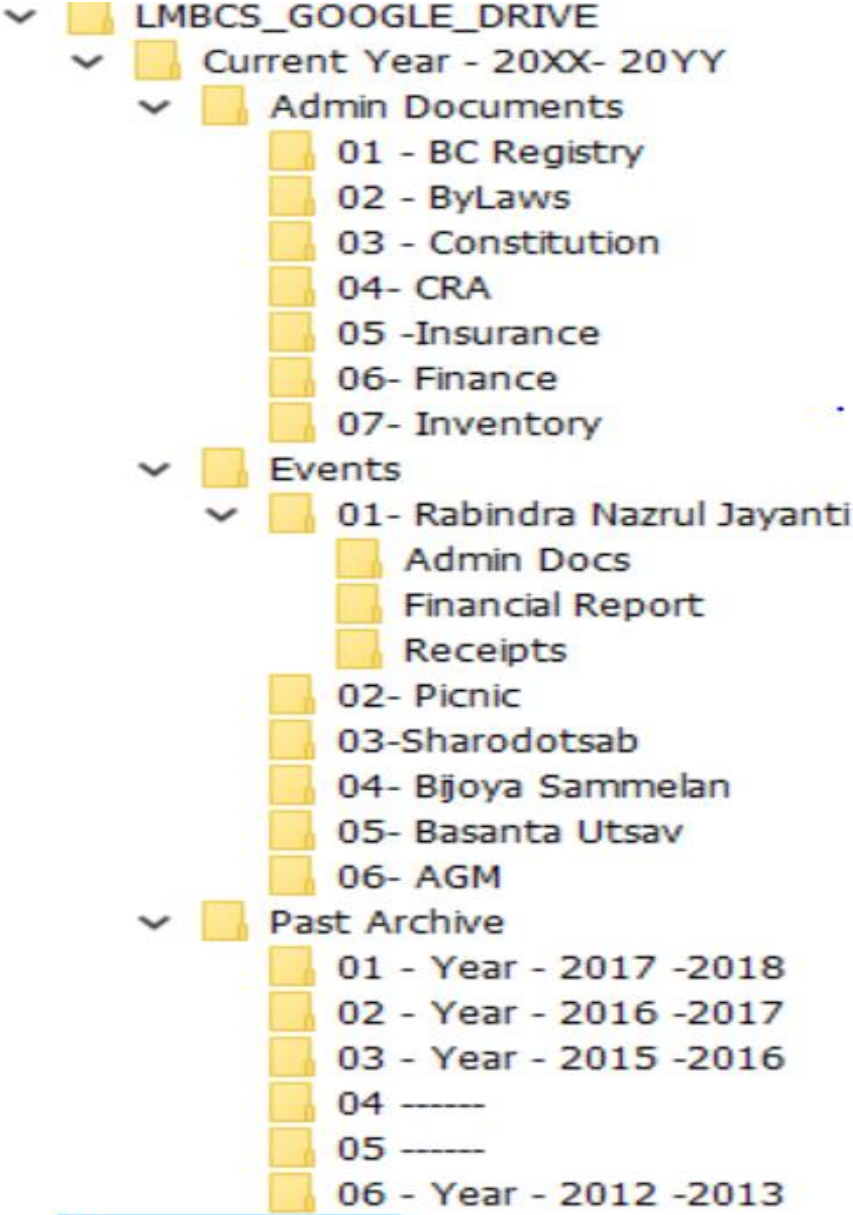 LMBCS_GOOGLE_DRIVE
Current Year - 20XX- 20YY
Admin Documents
01 - BC Registry
02 - ByLaws
03 - Constitution
04- CRA
05 -Insurance
06- Finance
07- Inventory
Events
01- Rabindra Nazrul Jayanti
Admin Docs
Financial Report
Receipts
02- Picnic
03-Sharodotsab
04- Bijoya Sammelan
05- Basanta Utsav
06- AGM
Past Archive
01 - Year - 2017 -2018
02 - Year - 2016 -2017
03 - Year - 2015 -2016
04 ------
05 ------
06 - Year - 2012 -2013